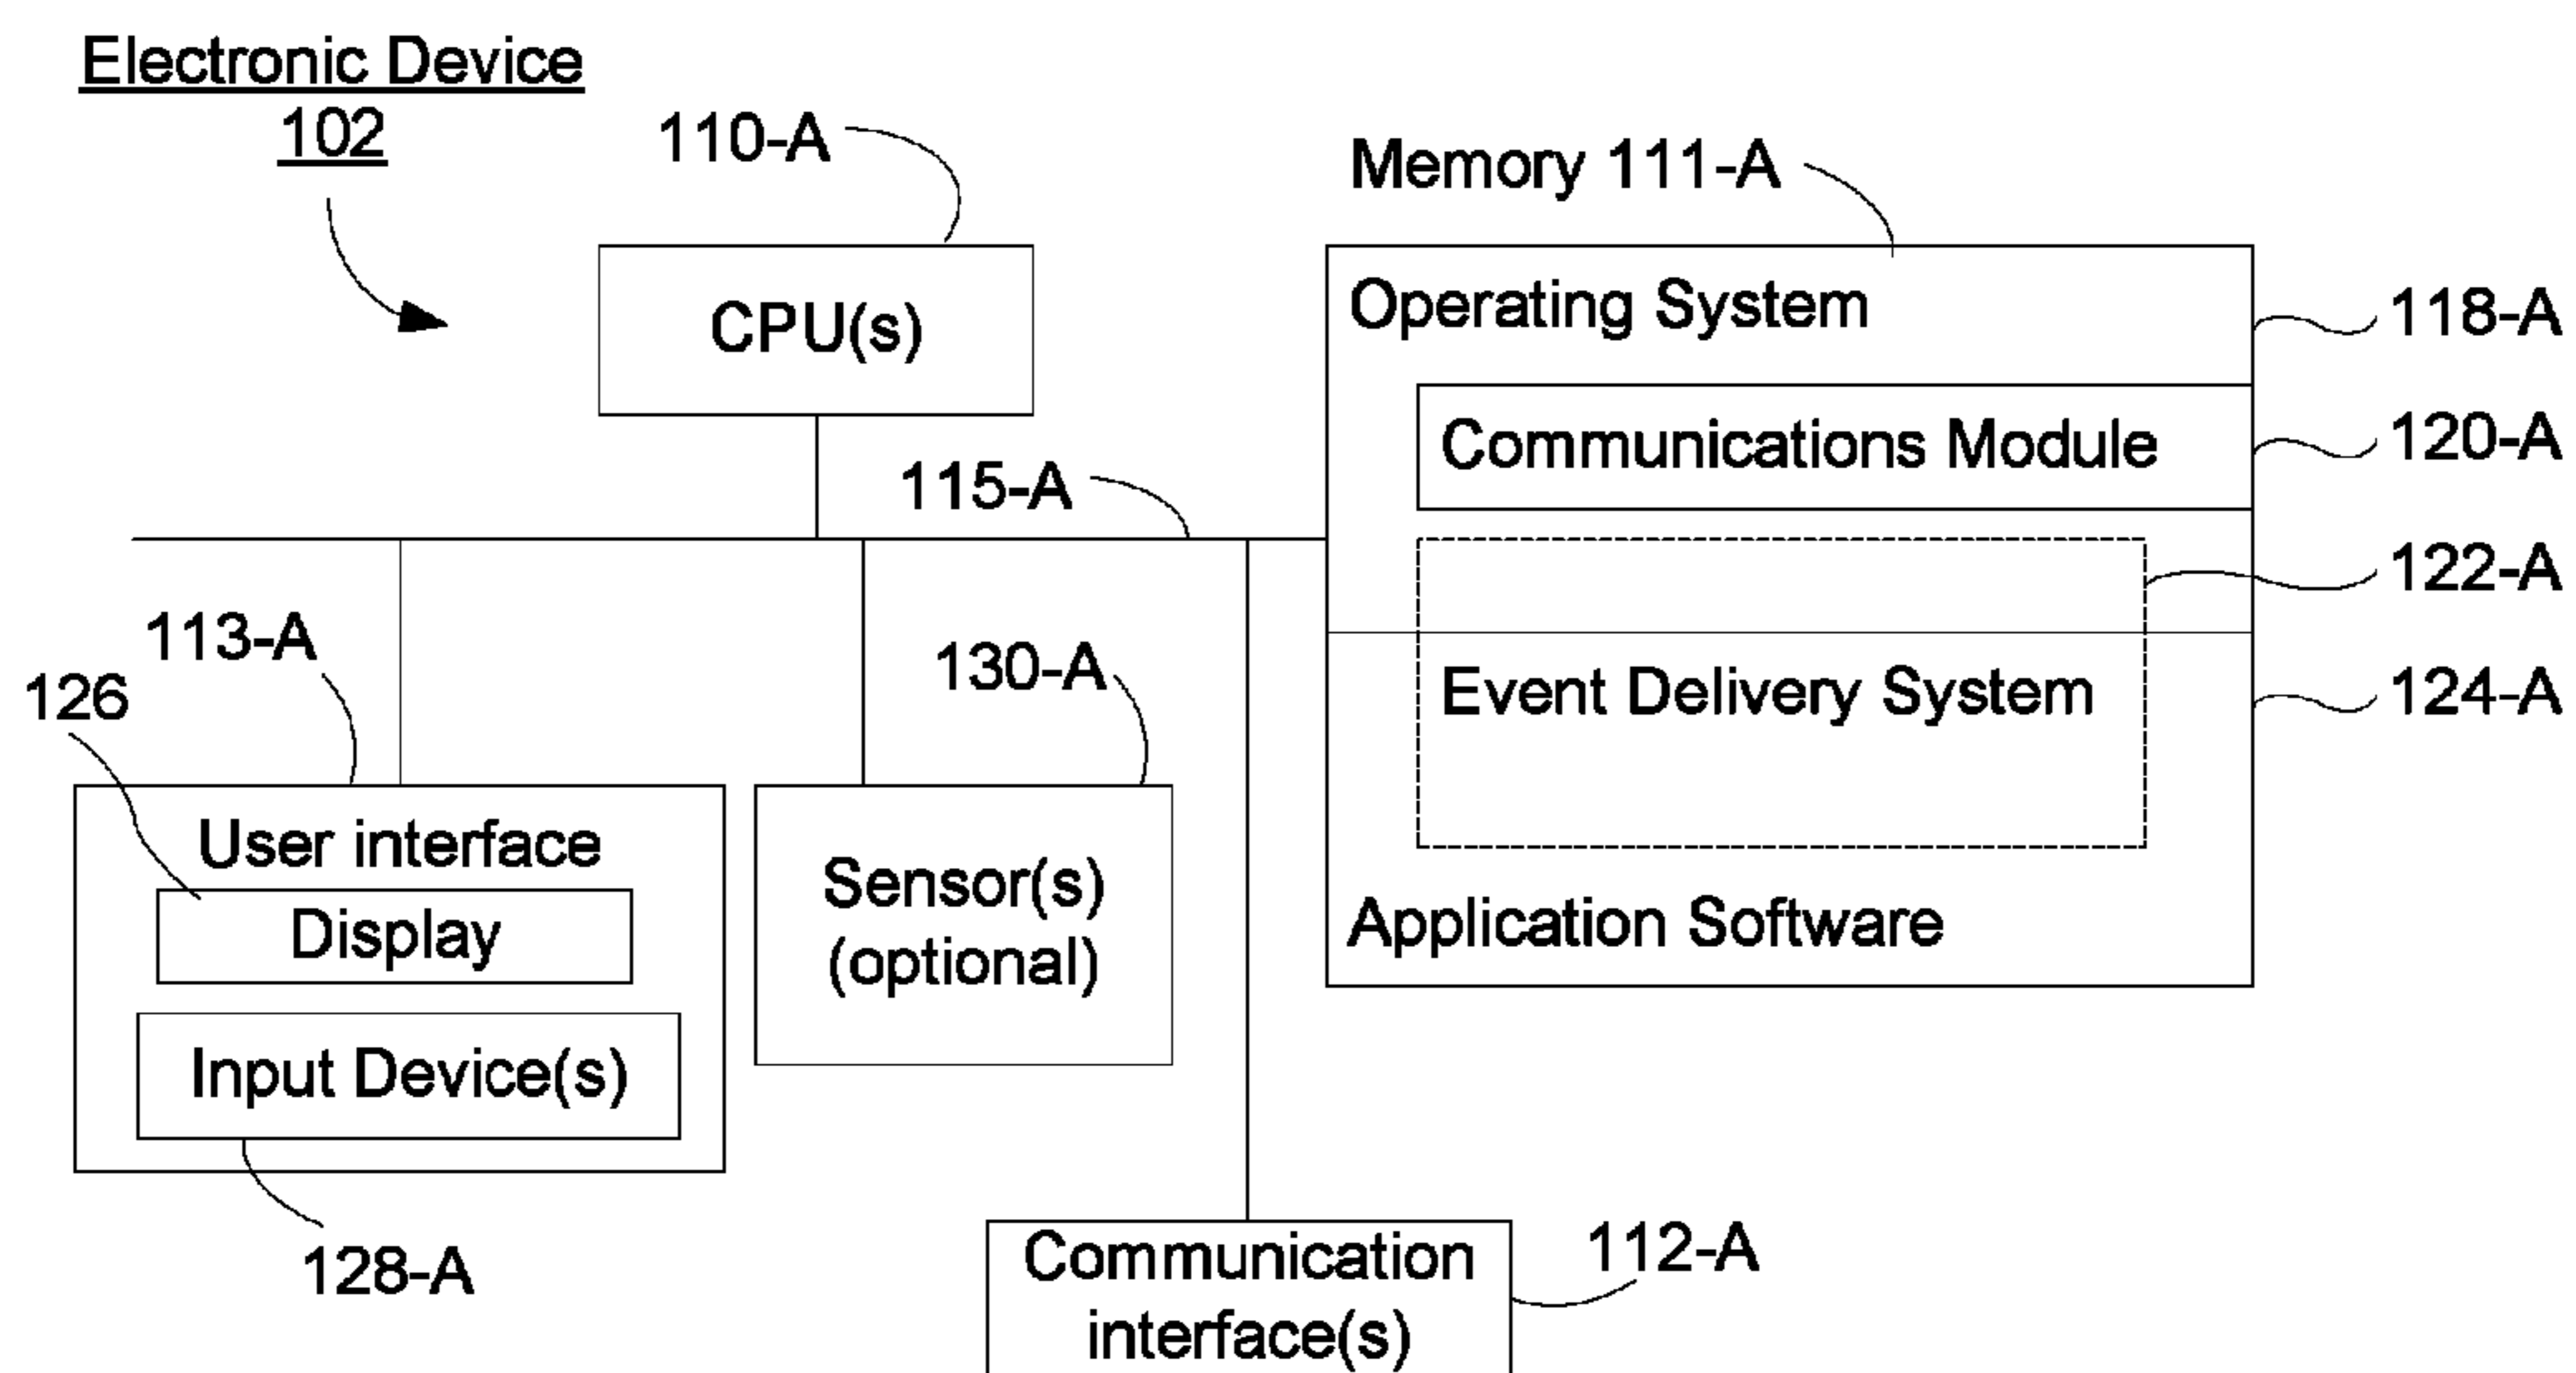 Electronic Device
102
110-A
Memory 111-A
CPU(s)
Operating System
118-A
Communications Module
120-A
115-A
122-A
113-A
130-A
Event Delivery System
124-A
126
User interface
Display
Sensor(s)
(optional)
Application Software
Input Device(s)
128-A
Communication
interface(s)
112-A